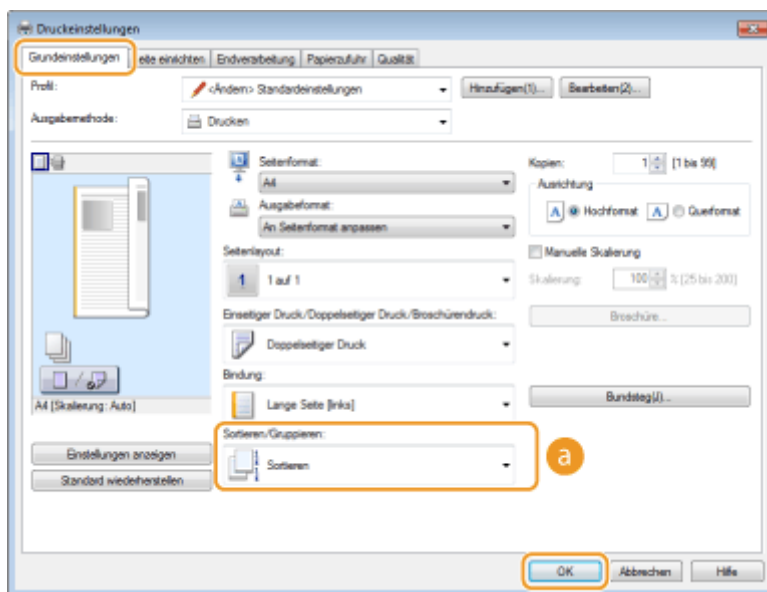 Druckeinstellungen
Grundeinstellungen eite einrichten Endverarbeitung Papierzufuhr Qualität
Profil: <Ändern> Standardeinstellungen Hinzufügen(1)... Bearbeiten(2)...
Ausgabemethode: Drucken
Seitenformat: Kopien: 1 [1 bis 99]
A4 Ausrichtung
Ausgabeformat: A Hochformat A Querformat
An Seitenformat anpassen
Seitenlayout: Manuelle Skalierung
1 1 auf 1 Skalierung: 100 % [25 bis 200]
Einseitiger Druck/Doppelseitiger Druck/Broschürendruck: Broschüre...
Doppelseitiger Druck
Bindung:
A4 [Skalierung: Auto] Lange Seite [links] Bundsteg(J)...
Sortieren/Gruppieren:
Einstellungen anzeigen Sortieren a
Standard wiederherstellen
OK Abbrechen Hilfe